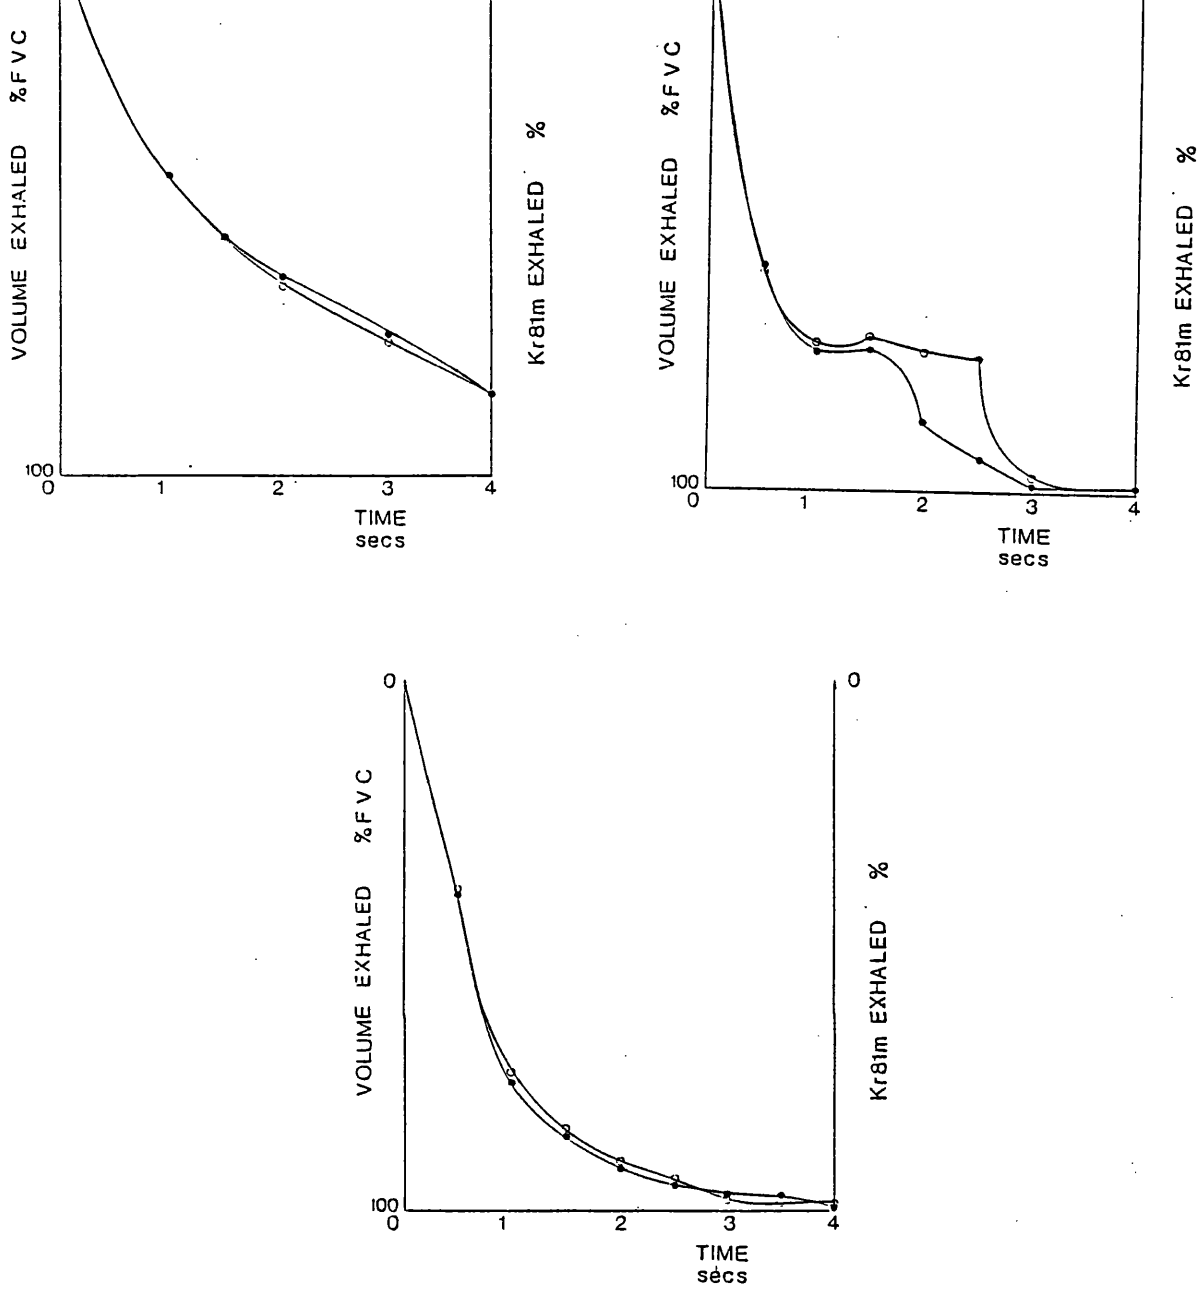 VOLUME EXHALED %FVC
Kr81m EXHALED %
100
0 1 2 3 4
TIME
secs
VOLUME EXHALED %FVC
Kr81m EXHALED %
100
0 1 2 3 4
TIME
secs
0 0
VOLUME EXHALED %FVC
Kr81m EXHALED %
100
0 1 2 3 4
TIME
secs